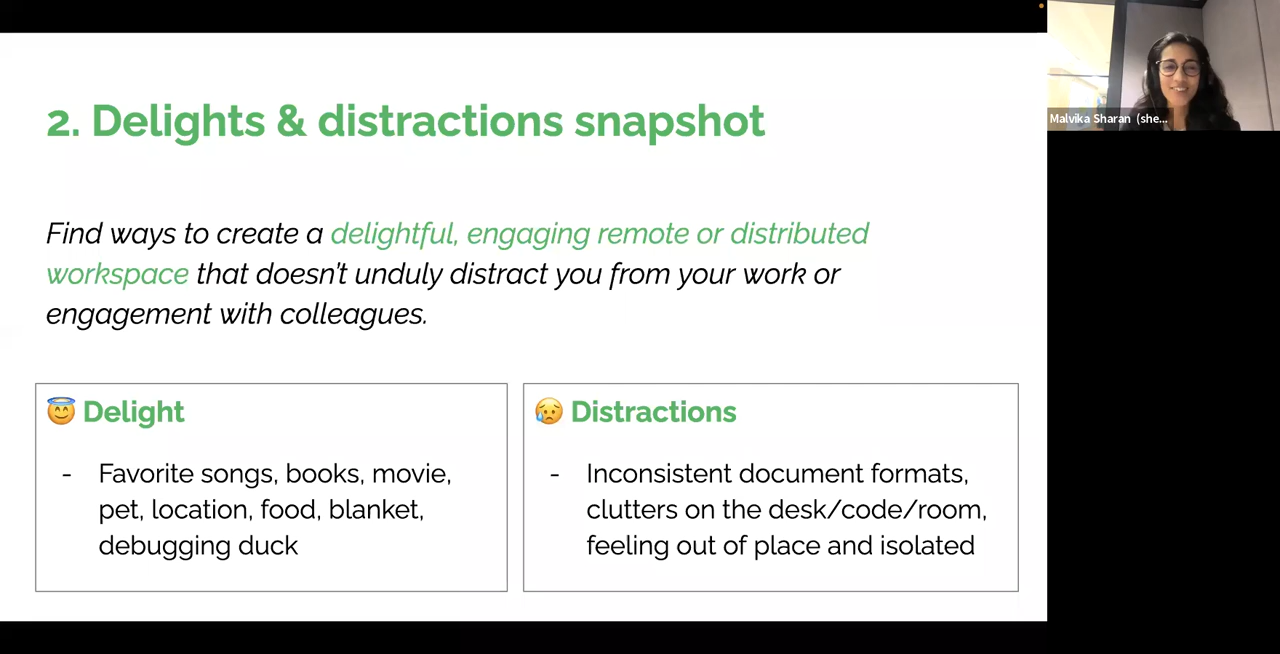 2. Delights & distractions snapshot
Find ways to create a delightful, engaging remote or distributed
workspace that doesn't unduly distract you from your work or
engagement with colleagues.
😇 Delight
- Favorite songs, books, movie,
pet, location, food, blanket,
debugging duck
😥 Distractions
- Inconsistent document formats,
clutters on the desk/code/room,
feeling out of place and isolated
Malvika Sharan (she...